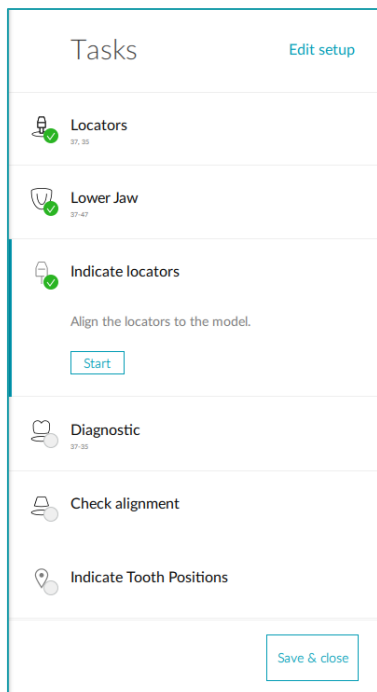 Tasks
Edit setup
Locators
37, 35
Lower Jaw
37-47
Indicate locators
Align the locators to the model.
Start
Diagnostic
37-35
Check alignment
Indicate Tooth Positions
Save & close